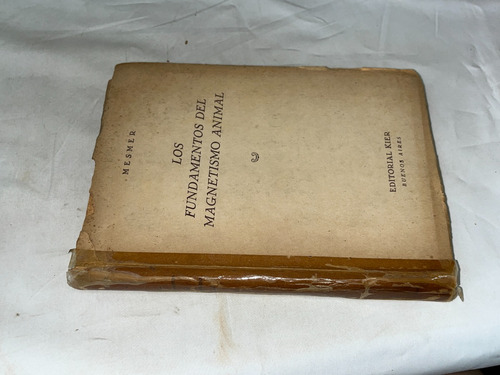 MESMER
LOS
FUNDAMENTOS DEL
MAGNETISMO ANIMAL
EDITORIAL KIER
BUENOS AIRES